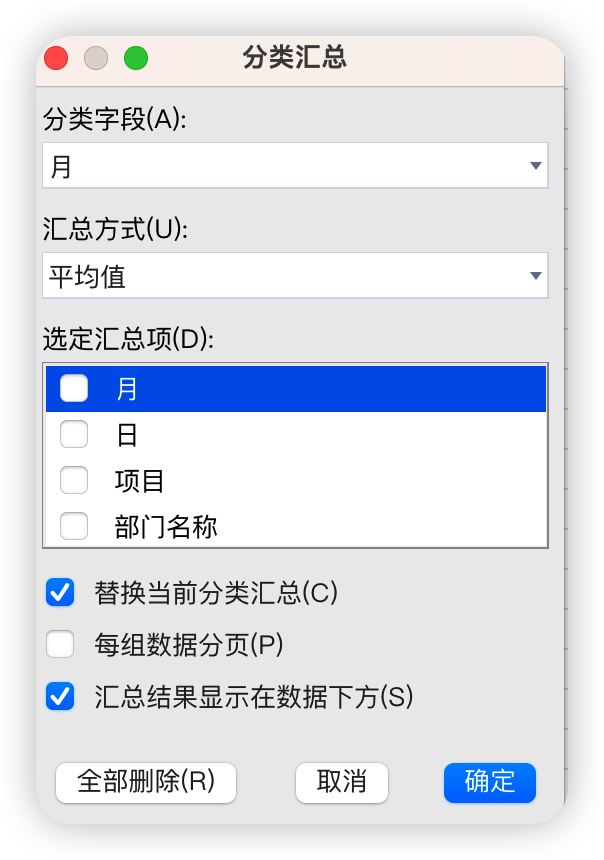 分类汇总
分类字段(A):
月
汇总方式(U):
平均值
选定汇总项(D):
月
日
项目
部门名称
替换当前分类汇总(C)
每组数据分页(P)
汇总结果显示在数据下方(S)
全部删除(R)
取消
确定